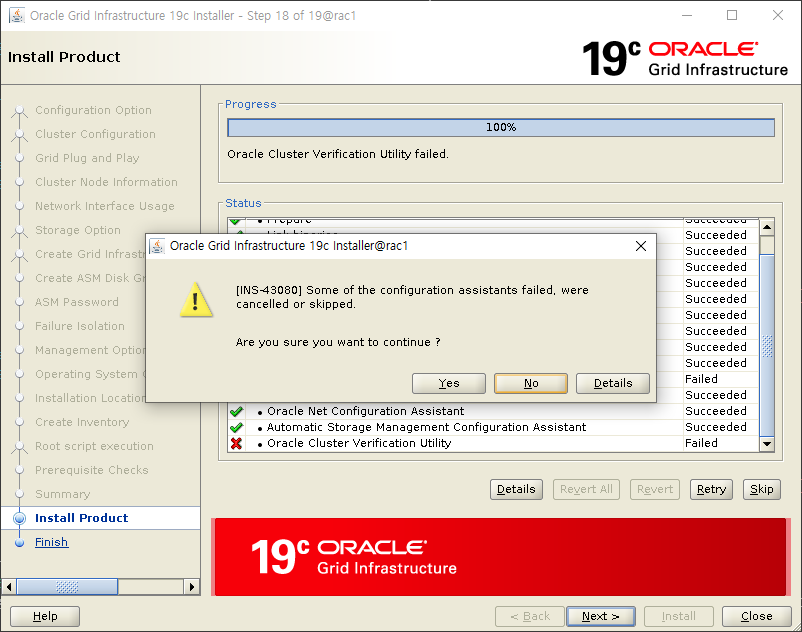 Oracle Grid Infrastructure 19c Installer - Step 18 of 19@rac1
Install Product
19c ORACLE
Grid Infrastructure
Configuration Option
Cluster Configuration
Grid Plug and Play
Cluster Node Information
Network Interface Usage
Storage Option
Create Grid Infrast
Create ASM Disk Gr
ASM Password
Failure Isolation
Management Option
Operating System
Installation Location
Create Inventory
Root script execution
Prerequisite Checks
Summary
Install Product
Finish
Progress
100%
Oracle Cluster Verification Utility failed.
Status
• Prepare Succeeded
• Link binaries Succeeded
Succeeded
Succeeded
Succeeded
Succeeded
Succeeded
Succeeded
Succeeded
Succeeded
Failed
Succeeded
• Oracle Net Configuration Assistant Succeeded
• Automatic Storage Management Configuration Assistant Succeeded
• Oracle Cluster Verification Utility Failed
Oracle Grid Infrastructure 19c Installer@rac1
[INS-43080] Some of the configuration assistants failed, were
cancelled or skipped.
Are you sure you want to continue ?
Yes No Details
Details Revert All Revert Retry Skip
19c ORACLE
Grid Infrastructure
Help < Back Next > Install Close